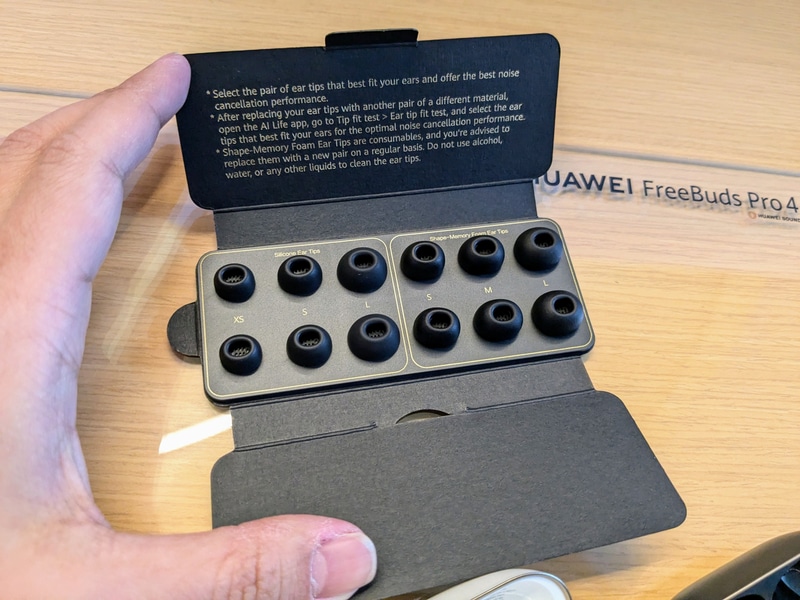 * Select the pair of ear tips that best fit your ears and offer the best noise
cancellation performance.
* After replacing your ear tips with another pair of a different material,
open the AI Life app, go to Tip fit test > Ear tip fit test, and select the ear
tips that best fit your ears for the optimal noise cancellation performance.
* Shape-Memory Foam Ear Tips are consumables, and you're advised to
replace them with a new pair on a regular basis. Do not use alcohol,
water, or any other liquids to clean the ear tips.
HUAWEI FreeBuds Pro 4
HUAWEI SOUND
Silicone Ear Tips
Shape-Memory Foam Ear Tips
XS S L
S M L